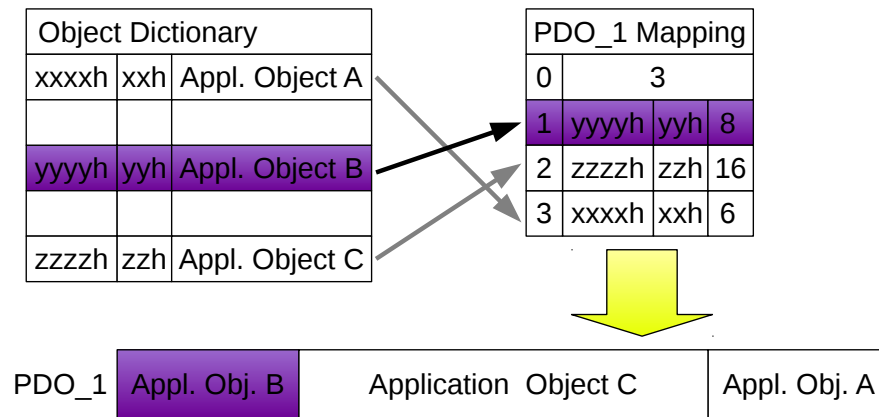 Object Dictionary
xxxxh xxh Appl. Object A
yyyyh yyh Appl. Object B
zzzzh zzh Appl. Object C
PDO_1 Mapping
0 3
1 yyyyh yyh 8
2 zzzzh zzh 16
3 xxxxh xxh 6
PDO_1 Appl. Obj. B Application Object C Appl. Obj. A